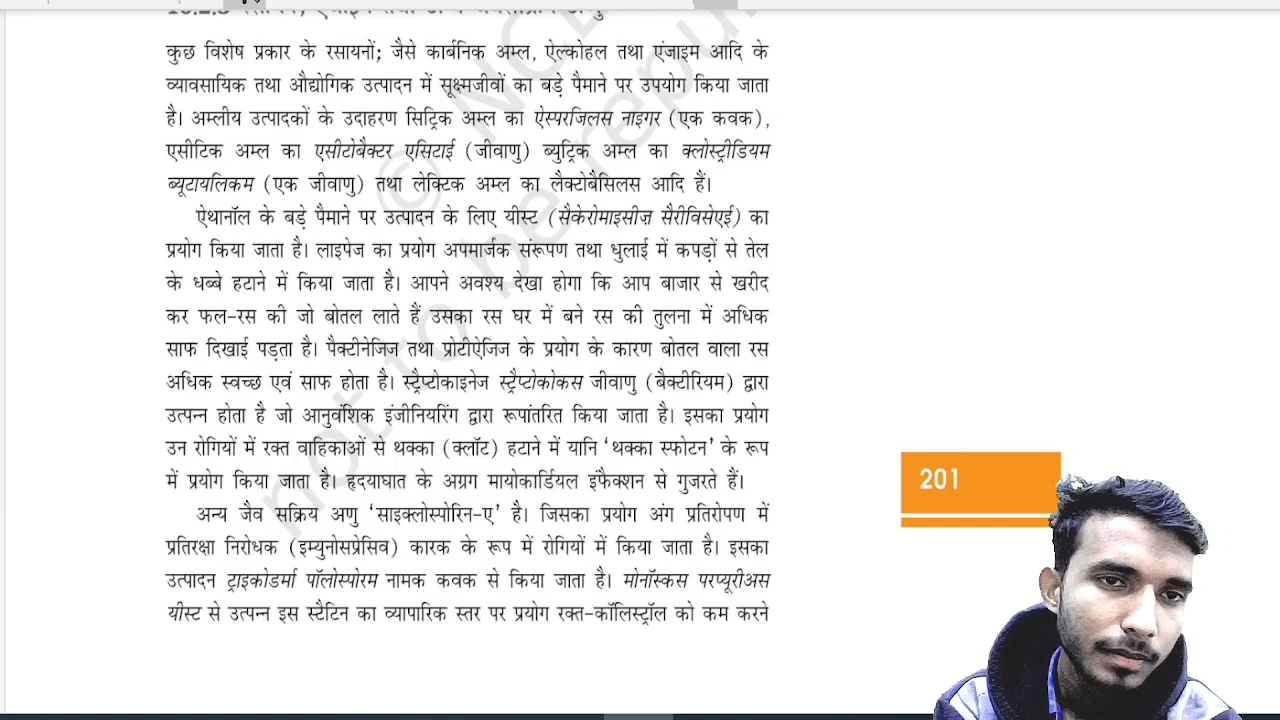 कुछ विशेष प्रकार के रसायनों; जैसे कार्बनिक अम्ल, ऐल्कोहल तथा एंजाइम आदि के
व्यावसायिक तथा औद्योगिक उत्पादन में सूक्ष्मजीवों का बड़े पैमाने पर उपयोग किया जाता
है। अम्लीय उत्पादकों के उदाहरण सिट्रिक अम्ल का ऐस्परजिलस नाइगर (एक कवक),
एसीटिक अम्ल का एसीटोबैक्टर एसिटाई (जीवाणु) ब्युट्रिक अम्ल का क्लोस्ट्रीडियम
ब्यूटायलिकम (एक जीवाणु) तथा लेक्टिक अम्ल का लैक्टोबैसिलस आदि हैं।
ऐथानॉल के बड़े पैमाने पर उत्पादन के लिए यीस्ट (सैकेरोमाइसीज़ सैरीविसेएई) का
प्रयोग किया जाता है। लाइपेज का प्रयोग अपमार्जक संरूपण तथा धुलाई में कपड़ों से तेल
के धब्बे हटाने में किया जाता है। आपने अवश्य देखा होगा कि आप बाजार से खरीद
कर फल-रस की जो बोतल लाते हैं उसका रस घर में बने रस की तुलना में अधिक
साफ दिखाई पड़ता है। पैक्टीनेजिज तथा प्रोटीऐजिज के प्रयोग के कारण बोतल वाला रस
अधिक स्वच्छ एवं साफ होता है। स्ट्रैप्टोकाइनेज स्ट्रैप्टोकोकस जीवाणु (बैक्टीरियम) द्वारा
उत्पन्न होता है जो आनुवंशिक इंजीनियरिंग द्वारा रूपांतरित किया जाता है। इसका प्रयोग
उन रोगियों में रक्त वाहिकाओं से थक्का (क्लॉट) हटाने में यानि ‘थक्का स्फोटन’ के रूप
में प्रयोग किया जाता है। हृदयाघात के अग्रग मायोकार्डियल इंफैक्शन से गुजरते हैं।
201
अन्य जैव सक्रिय अणु ‘साइक्लोस्पोरिन-ए’ है। जिसका प्रयोग अंग प्रतिरोपण में
प्रतिरक्षा निरोधक (इम्युनोसप्रेसिव) कारक के रूप में रोगियों में किया जाता है। इसका
उत्पादन ट्राइकोडर्मा पॉलोस्पोरम नामक कवक से किया जाता है। मोनॉस्कस परप्यूरीअस
यीस्ट से उत्पन्न इस स्टैटिन का व्यापारिक स्तर पर प्रयोग रक्त-कॉलिस्ट्रॉल को कम करने